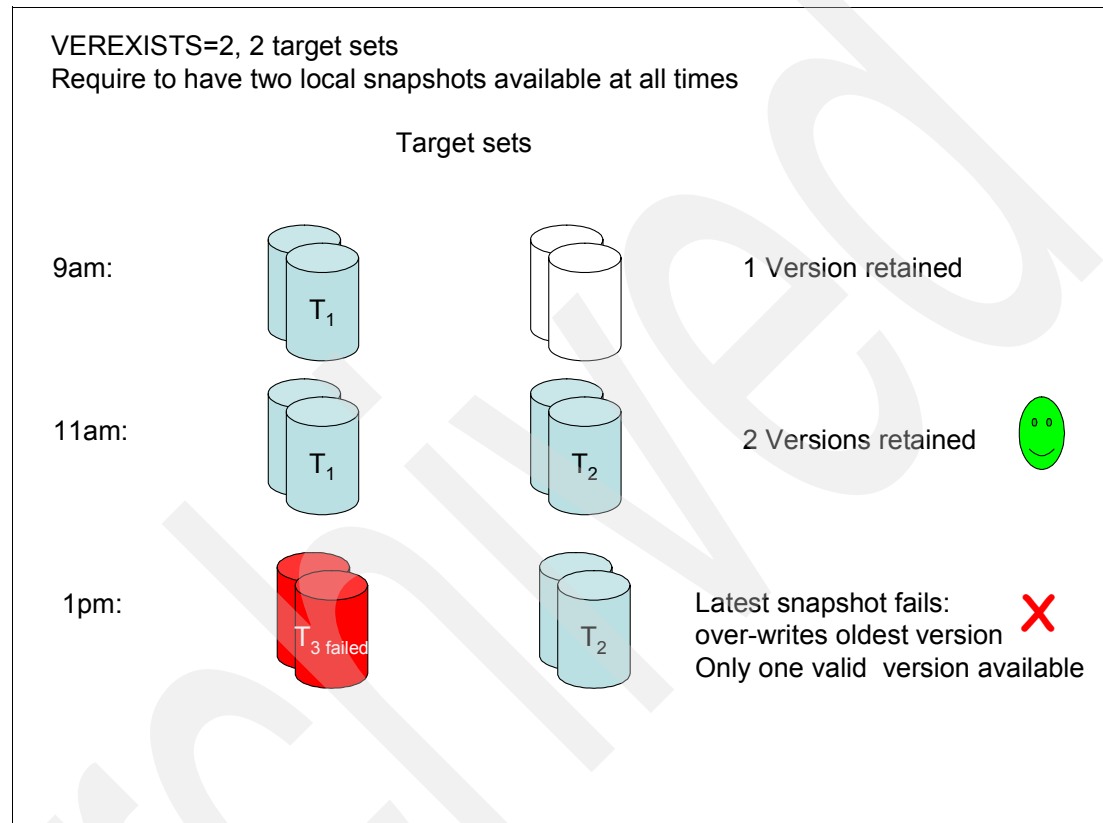 VEREXISTS=2, 2 target sets
Require to have two local snapshots available at all times
Target sets
9am:
T1
1 Version retained
11am:
T1
T2
2 Versions retained
1pm:
T3 failed
T2
Latest snapshot fails:
over-writes oldest version
Only one valid  version available